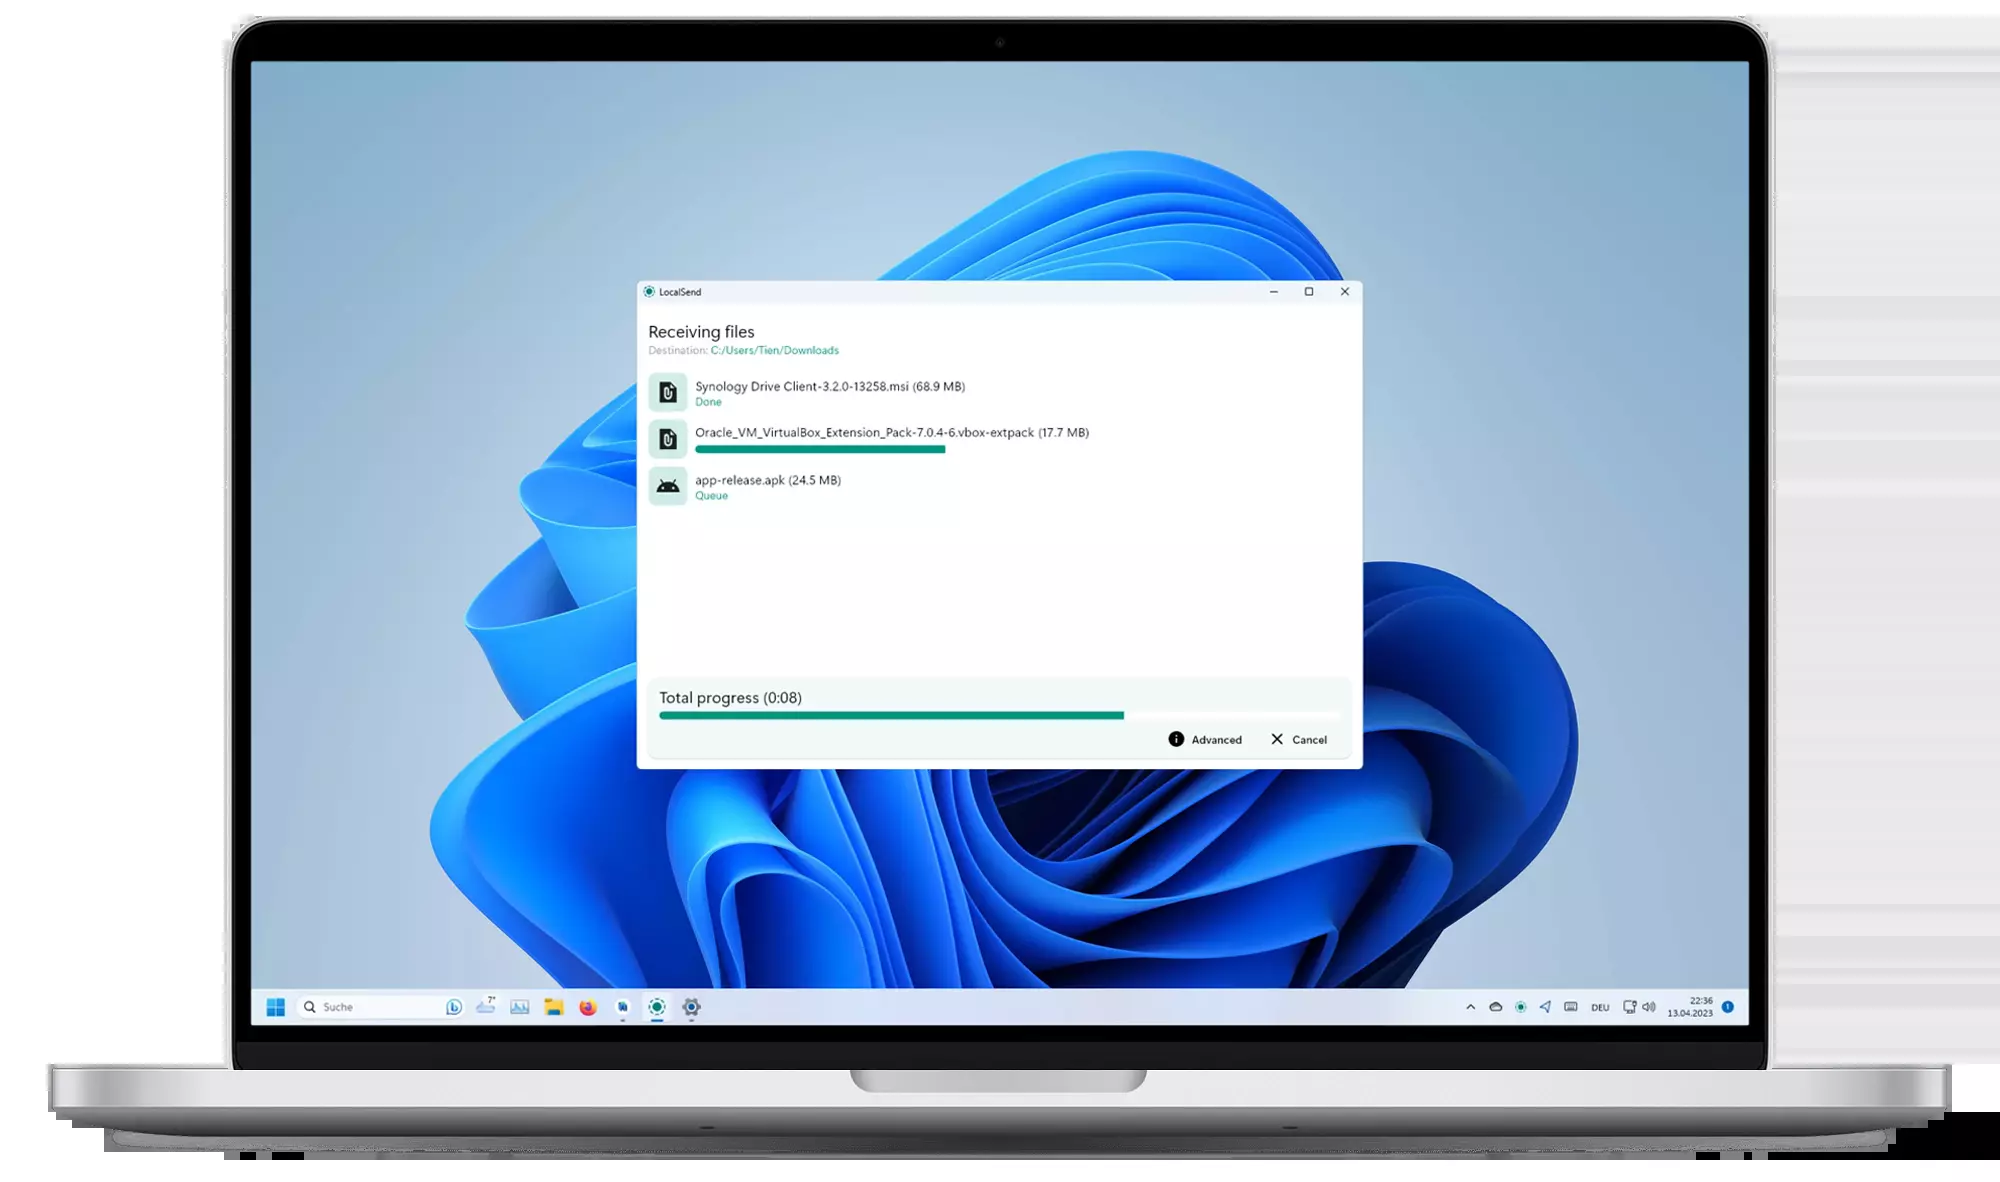 LocalSend
Receiving files
Destination: C:/Users/Tien/Downloads
Synology Drive Client-3.2.0-13258.msi (68.9 MB)
Done
Oracle_VM_VirtualBox_Extension_Pack-7.0.4-6.vbox-extpack (17.7 MB)
app-release.apk (24.5 MB)
Queue
Total progress (0:08)
Advanced
Cancel
Suche
7°
DEU
22:36
13.04.2023
1